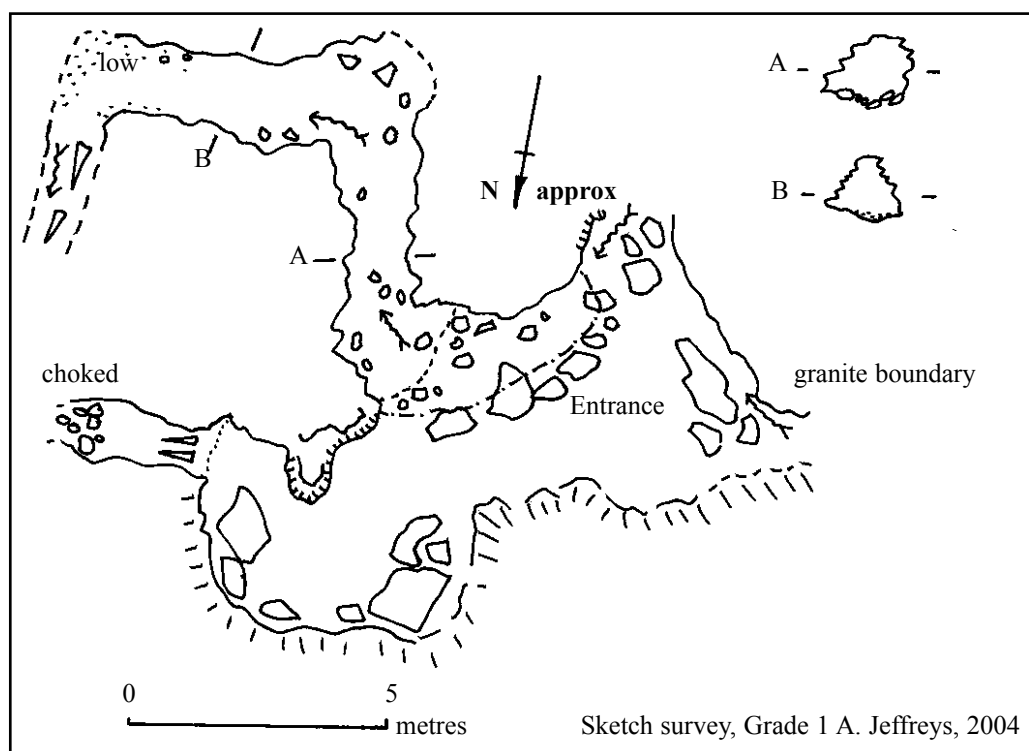 low
A
B
B
N approx
A
choked
granite boundary
Entrance
0 5
metres
Sketch survey, Grade 1 A. Jeffreys, 2004